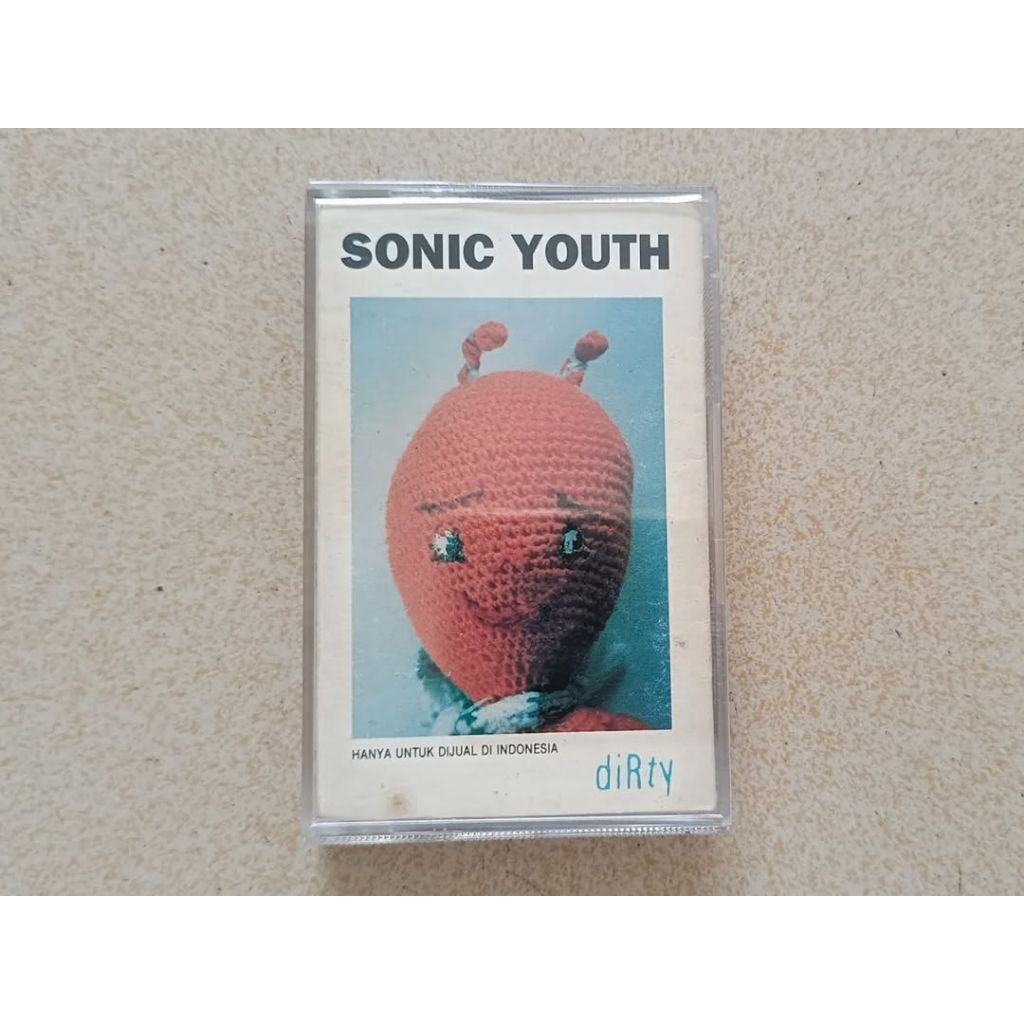 SONIC YOUTH
HANYA UNTUK DIJUAL DI INDONESIA
diRty